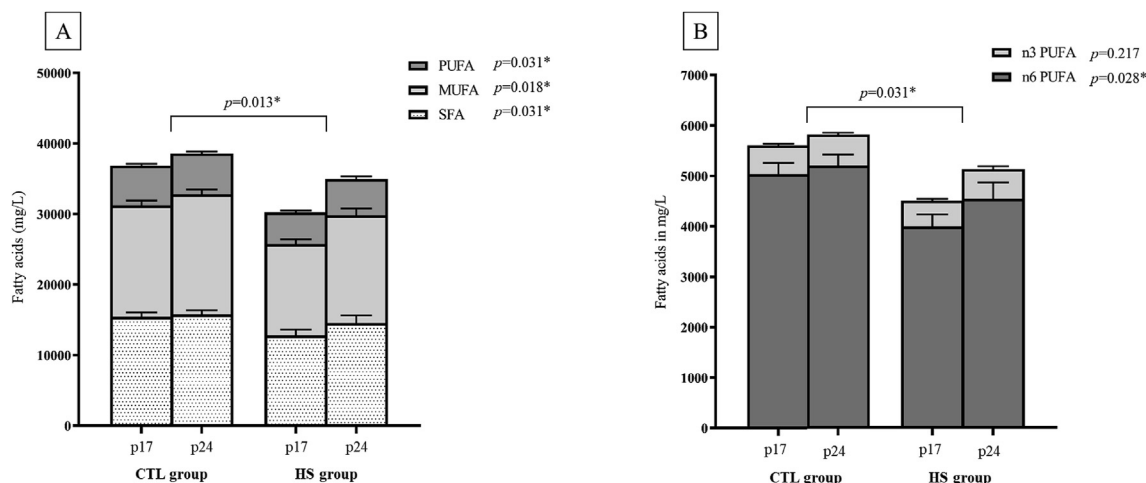 A
PUFA p=0.031*
MUFA p=0.018*
SFA p=0.031*
p=0.013*
50000
40000
30000
20000
10000
0
Fatty acids (mg/L)
p17 p24 p17 p24
CTL group HS group
B
n3 PUFA p=0.217
n6 PUFA p=0.028*
p=0.031*
7000
6000
5000
4000
3000
2000
1000
0
Fatty acids in mg/L
p17 p24 p17 p24
CTL group HS group